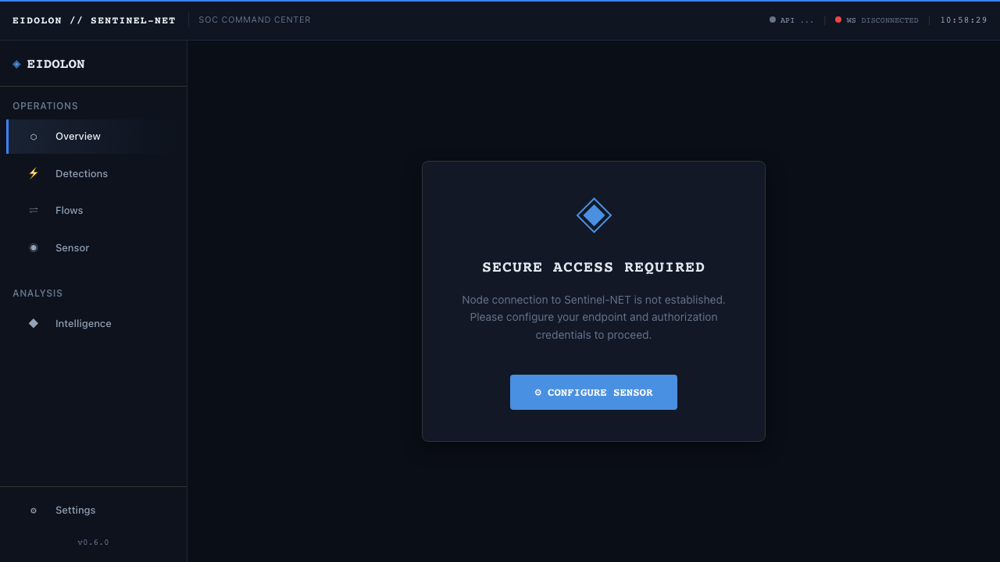 EIDOLON // SENTINEL-NET
SOC COMMAND CENTER
API ...
WS DISCONNECTED
10:58:29
EIDOLON
OPERATIONS
Overview
Detections
Flows
Sensor
ANALYSIS
Intelligence
Settings
v0.6.0
SECURE ACCESS REQUIRED
Node connection to Sentinel-NET is not established.
Please configure your endpoint and authorization
credentials to proceed.
⚙ CONFIGURE SENSOR